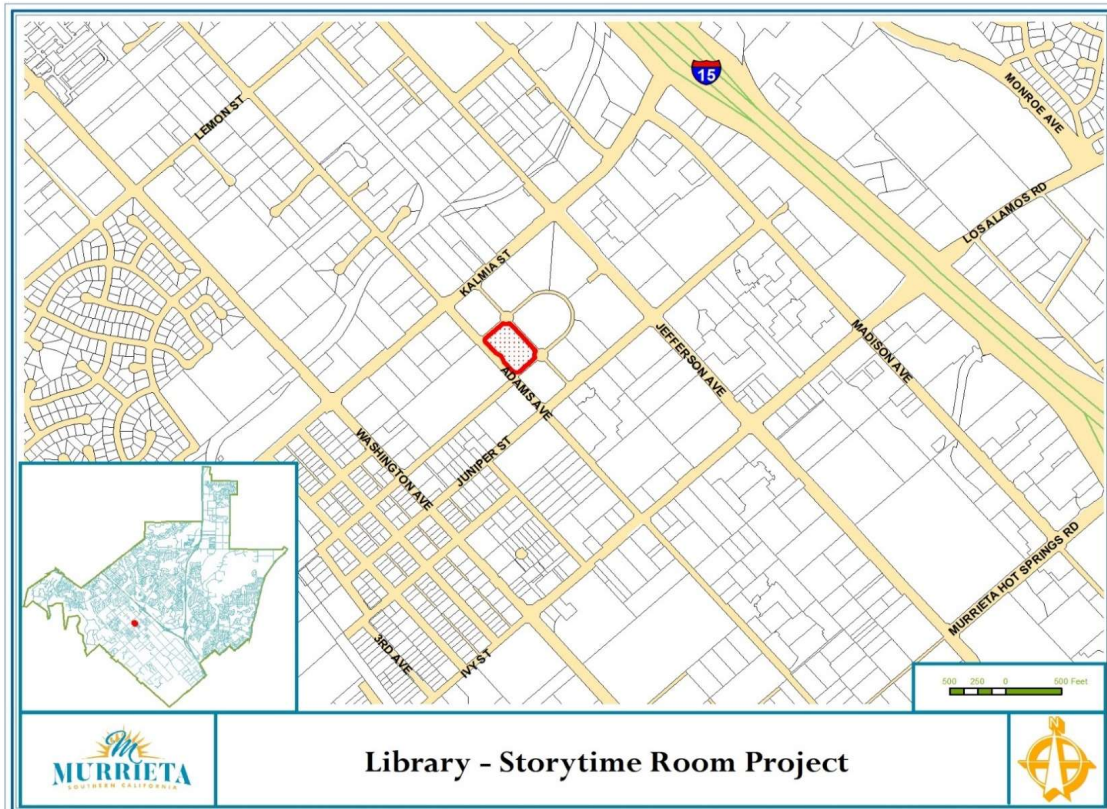 15
MONROE AVE
LEMON ST
LOS ALAMOS RD
KALMIA ST
JEFFERSON AVE
MADISON AVE
ADAMS AVE
WASHINGTON AVE
JUNIPER ST
MURRIETA HOT SPRINGS RD
3RD AVE
IVY ST
500 250 0 500 Feet
M
MURRIETA
SOUTHERN CALIFORNIA
Library - Storytime Room Project
N